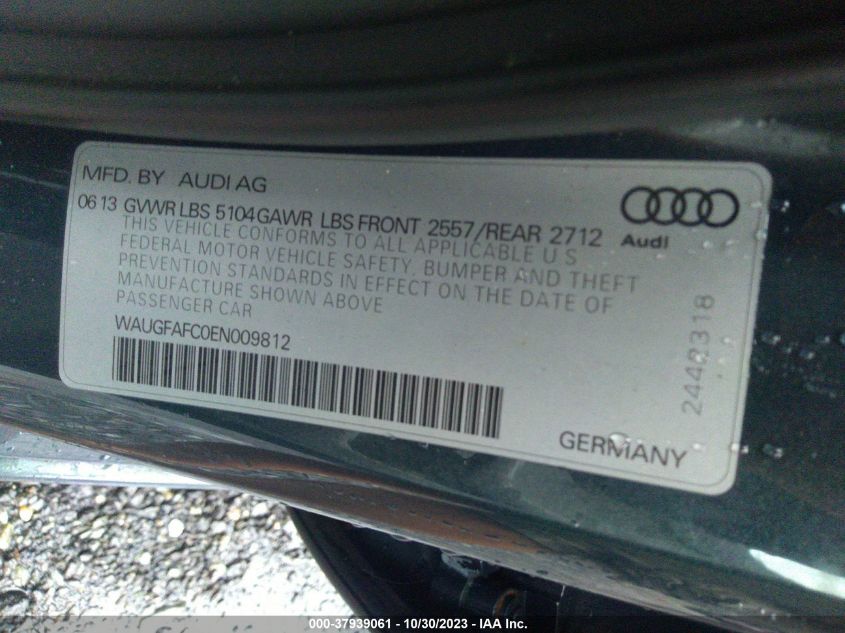 MFD. BY AUDI AG
06 13 GVWR LBS 5104 GAWR LBS FRONT 2557/REAR 2712
THIS VEHICLE CONFORMS TO ALL APPLICABLE U S
FEDERAL MOTOR VEHICLE SAFETY, BUMPER AND THEFT
PREVENTION STANDARDS IN EFFECT ON THE DATE OF
MANUFACTURE SHOWN ABOVE
PASSENGER CAR
WAUGFAFC0EN009812
Audi
2442318
GERMANY
000-37939061 - 10/30/2023 - IAA Inc.